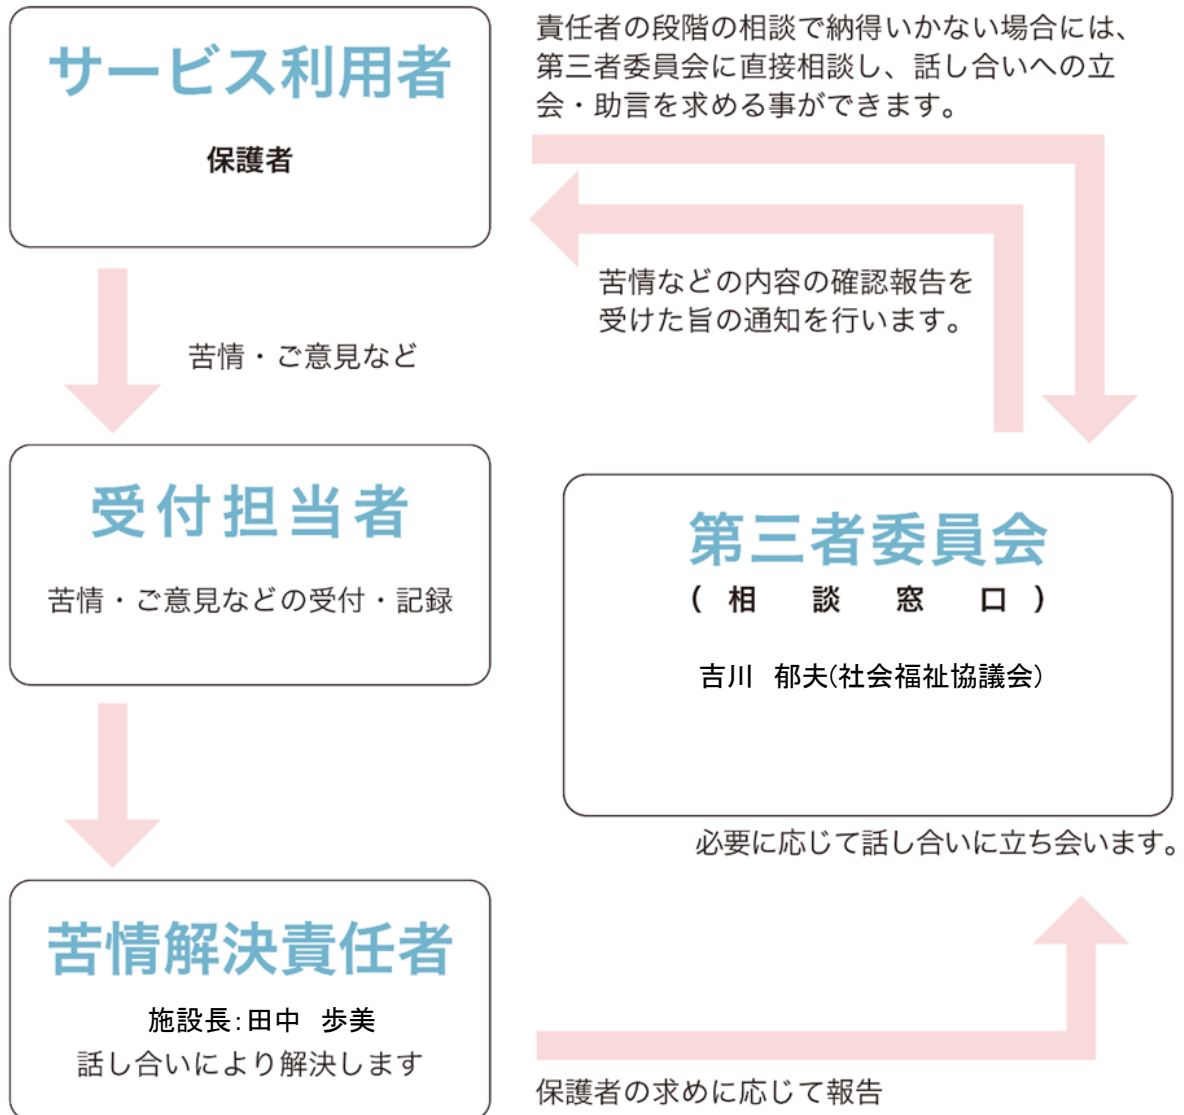 サービス利用者
保護者
責任者の段階の相談で納得いかない場合には、
第三者委員会に直接相談し、話し合いへの立
会・助言を求める事ができます。
苦情などの内容の確認報告を
受けた旨の通知を行います。
苦情・ご意見など
受付担当者
苦情・ご意見などの受付・記録
第三者委員会
(相　談　窓　口)
吉川　郁夫(社会福祉協議会)
必要に応じて話し合いに立ち会います。
苦情解決責任者
施設長:田中　歩美
話し合いにより解決します
保護者の求めに応じて報告